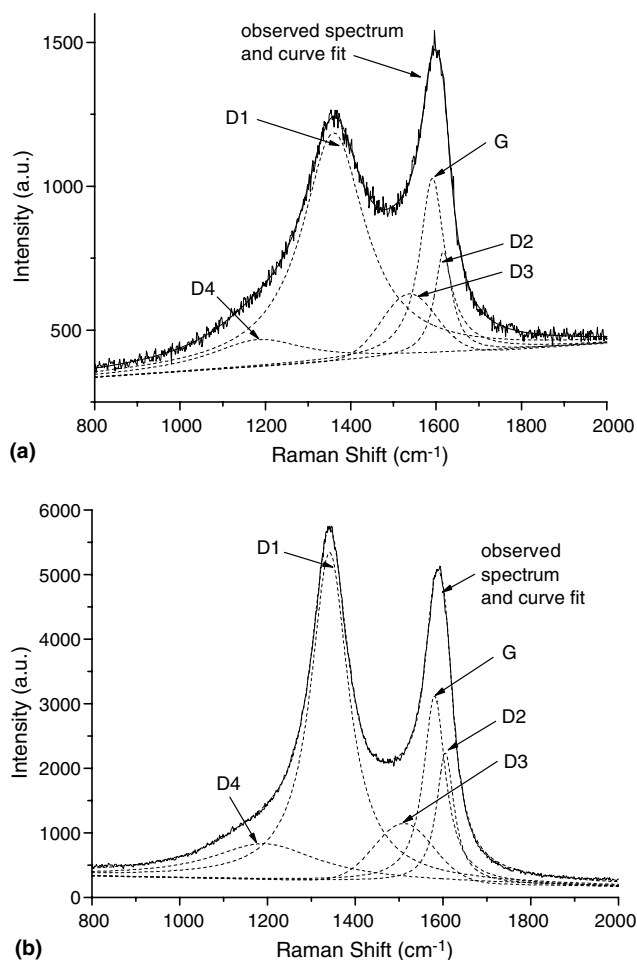 observed spectrum
and curve fit
D1
G
D2
D3
D4
1500
1000
500
800 1000 1200 1400 1600 1800 2000
Intensity (a.u.)
Raman Shift (cm-1)
(a)
6000
5000
4000
3000
2000
1000
0
D1
observed
spectrum
and curve fit
G
D2
D3
D4
800 1000 1200 1400 1600 1800 2000
Intensity (a.u.)
Raman Shift (cm-1)
(b)